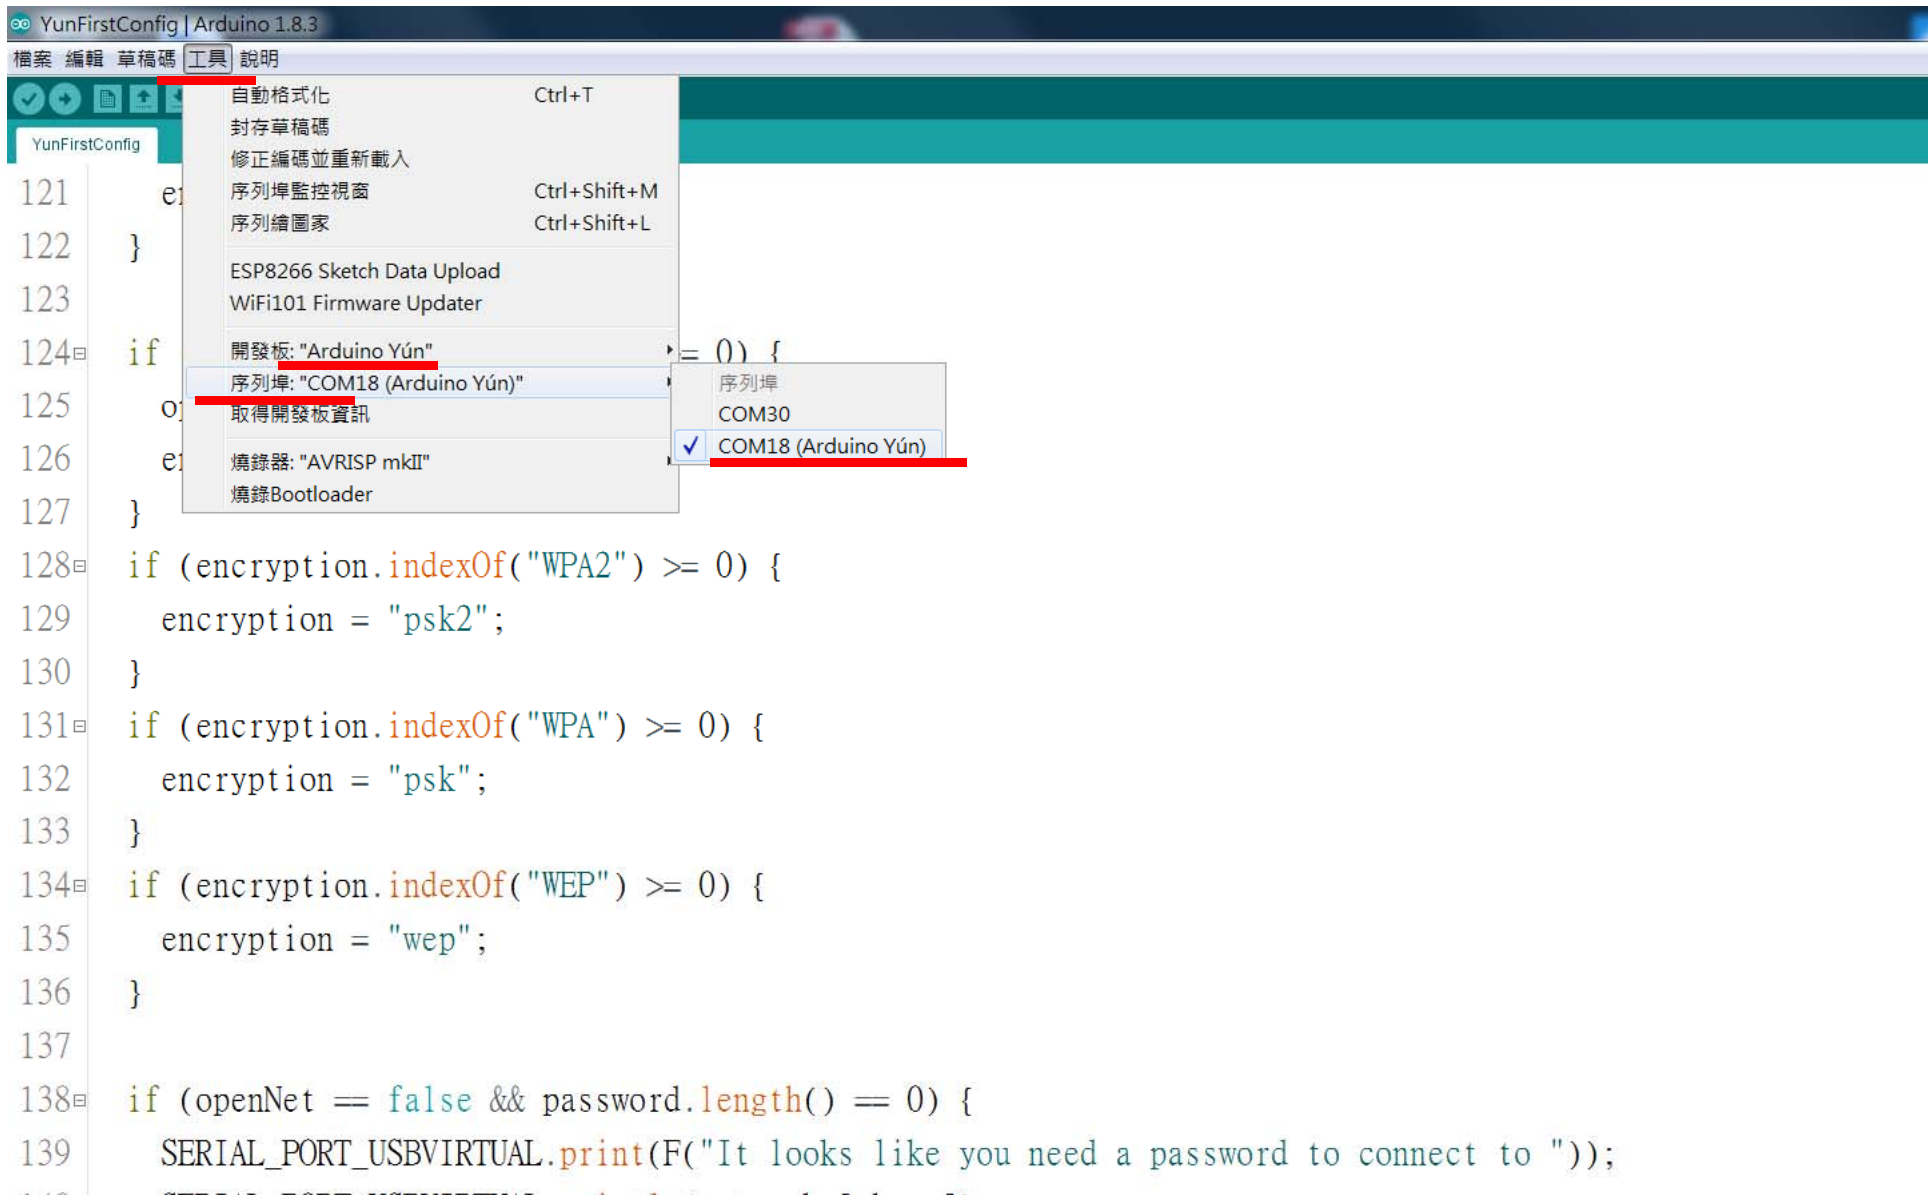 YunFirstConfig | Arduino 1.8.3
檔案 編輯 草稿碼 工具 說明
自動格式化 Ctrl+T
封存草稿碼
修正編碼並重新載入
序列埠監控視窗 Ctrl+Shift+M
序列繪圖家 Ctrl+Shift+L
ESP8266 Sketch Data Upload
WiFi101 Firmware Updater
開發板: "Arduino Yún"
序列埠: "COM18 (Arduino Yún)"
取得開發板資訊
燒錄器: "AVRISP mkII"
燒錄Bootloader
序列埠
COM30
COM18 (Arduino Yún)
YunFirstConfig
121
122 }
123
124 if = 0) {
125
126
127 }
128 if (encryption.indexOf("WPA2") >= 0) {
129 encryption = "psk2";
130 }
131 if (encryption.indexOf("WPA") >= 0) {
132 encryption = "psk";
133 }
134 if (encryption.indexOf("WEP") >= 0) {
135 encryption = "wep";
136 }
137
138 if (openNet == false && password.length() == 0) {
139 SERIAL_PORT_USBVIRTUAL.print(F("It looks like you need a password to connect to "));